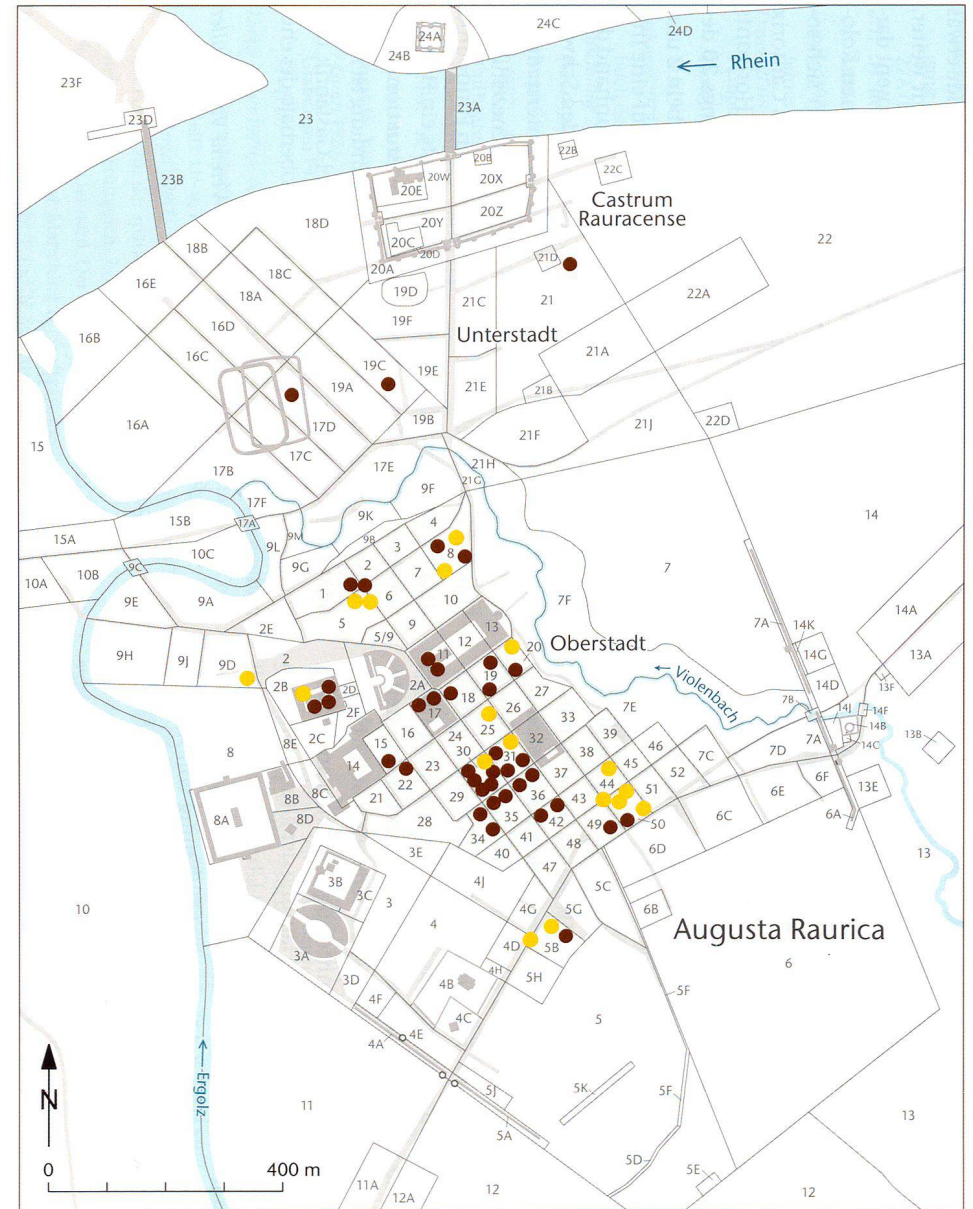 24C
24D
24A
24B
Rhein
23F
23
23A
23D
23B
22B
20B
22C
20W
20X
20E
Castrum
Rauracense
18D
20Y
20Z
20C
20D
22
18B
21D
20A
18C
16E
19D
21
22A
18A
21C
19F
16D
16B
Unterstadt
21A
16C
19C
19E
19A
21E
21B
16A
19B
22D
17D
21J
21F
15
17C
17E
21H
17B
21G
9F
17F
9K
4
14
15B
17A
9M
15A
9B
3
8
10C
9L
2
7
9C
9G
10A
10B
7
1
6
7F
9E
9A
10
14A
5
7A
14K
2E
5/9
9
13
9H
9J
12
Oberstadt
14G
13A
9D
2
11
20
14D
13F
2B
2D
2A
19
Violenbach
18
27
7B
14J
14F
2F
17
26
7E
14B
2C
16
25
33
7A
14C
13B
8E
24
32
39
8
15
30
31
38
46
7C
7D
14
23
45
6F
52
13E
8C
22
37
44
8B
21
29
36
43
51
6E
8A
8D
35
42
6C
6A
28
49
50
34
41
48
6D
3E
40
13
47
3B
4J
5C
3C
3
4G
5G
6B
10
4
Augusta Raurica
4D
5B
3A
6
4H
5H
3D
4B
4F
5F
4C
5
4E
4A
N
Ergolz
5J
5K
5F
11
13
5A
0
400 m
5D
5E
11A
12
12A
12